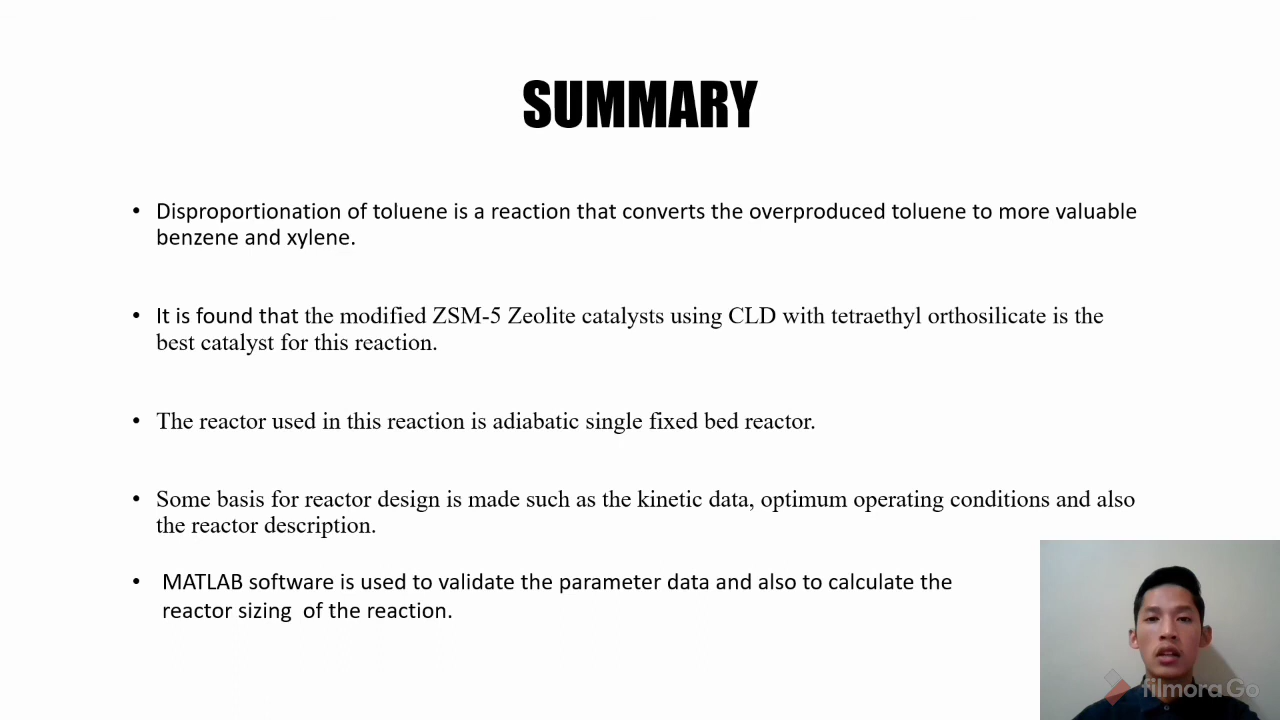 SUMMARY
• Disproportionation of toluene is a reaction that converts the overproduced toluene to more valuable
benzene and xylene.
• It is found that the modified ZSM-5 Zeolite catalysts using CLD with tetraethyl orthosilicate is the
best catalyst for this reaction.
• The reactor used in this reaction is adiabatic single fixed bed reactor.
• Some basis for reactor design is made such as the kinetic data, optimum operating conditions and also
the reactor description.
• MATLAB software is used to validate the parameter data and also to calculate the
reactor sizing  of the reaction.
filmora Go